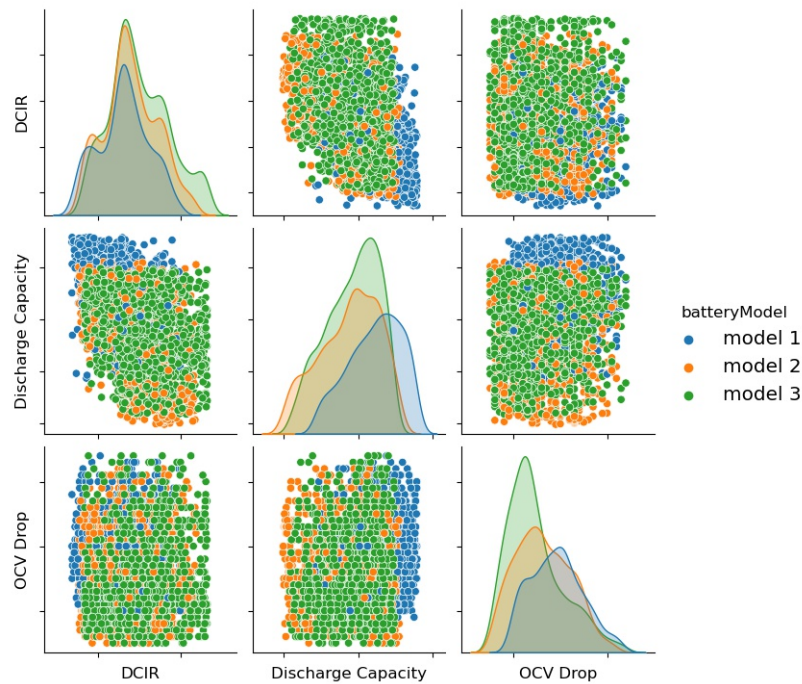 DCIR
Discharge Capacity
OCV Drop
batteryModel
model 1
model 2
model 3
DCIR
Discharge Capacity
OCV Drop